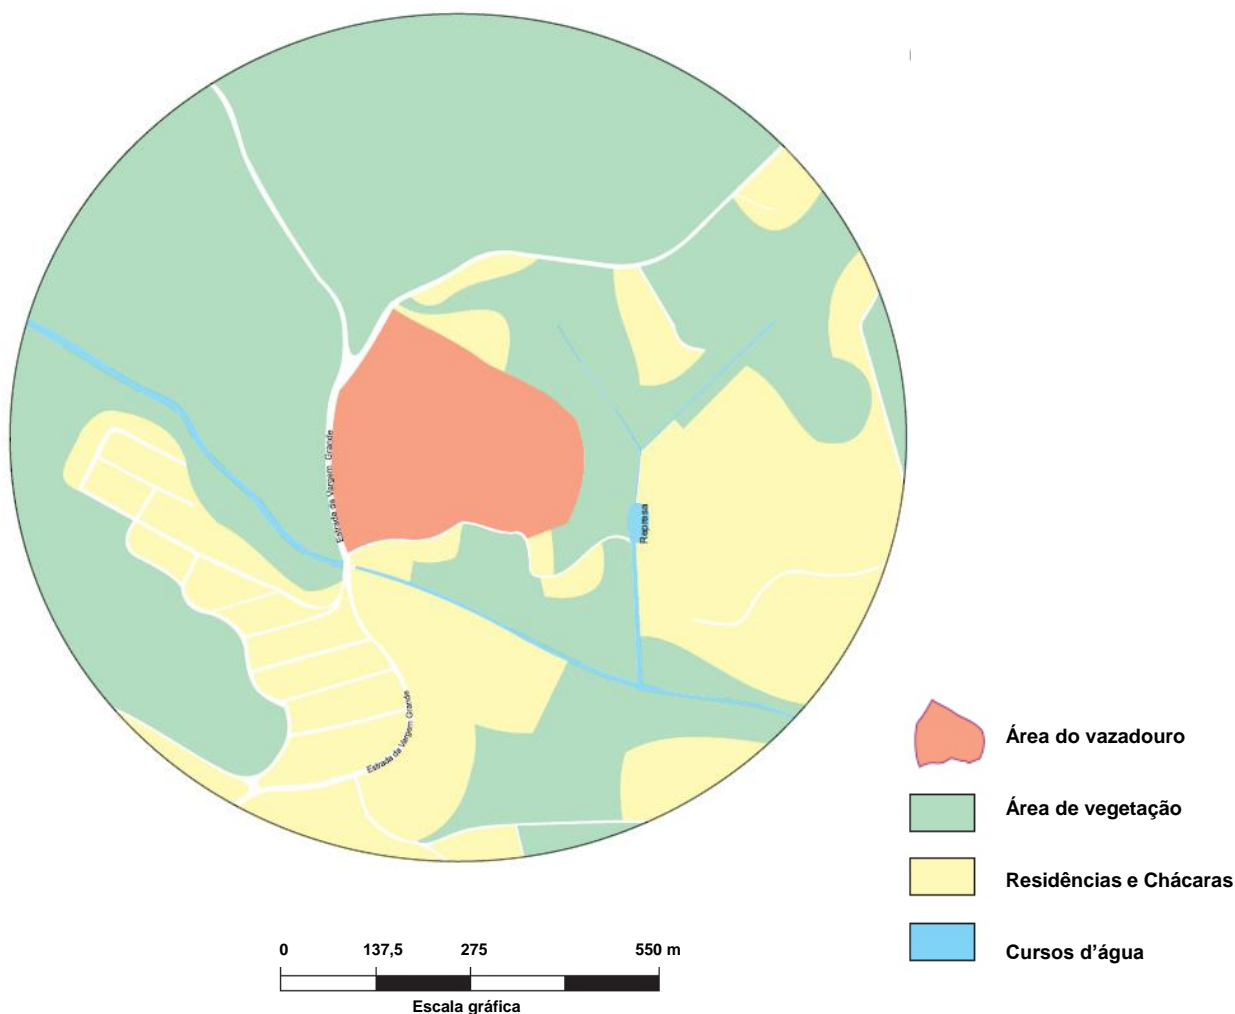 Estrada da Vargem Grande
Represa
Estrada da Vargem Grande
Área do vazadouro
Área de vegetação
Residências e Chácaras
Cursos d'água
0 137,5 275 550 m
Escala gráfica